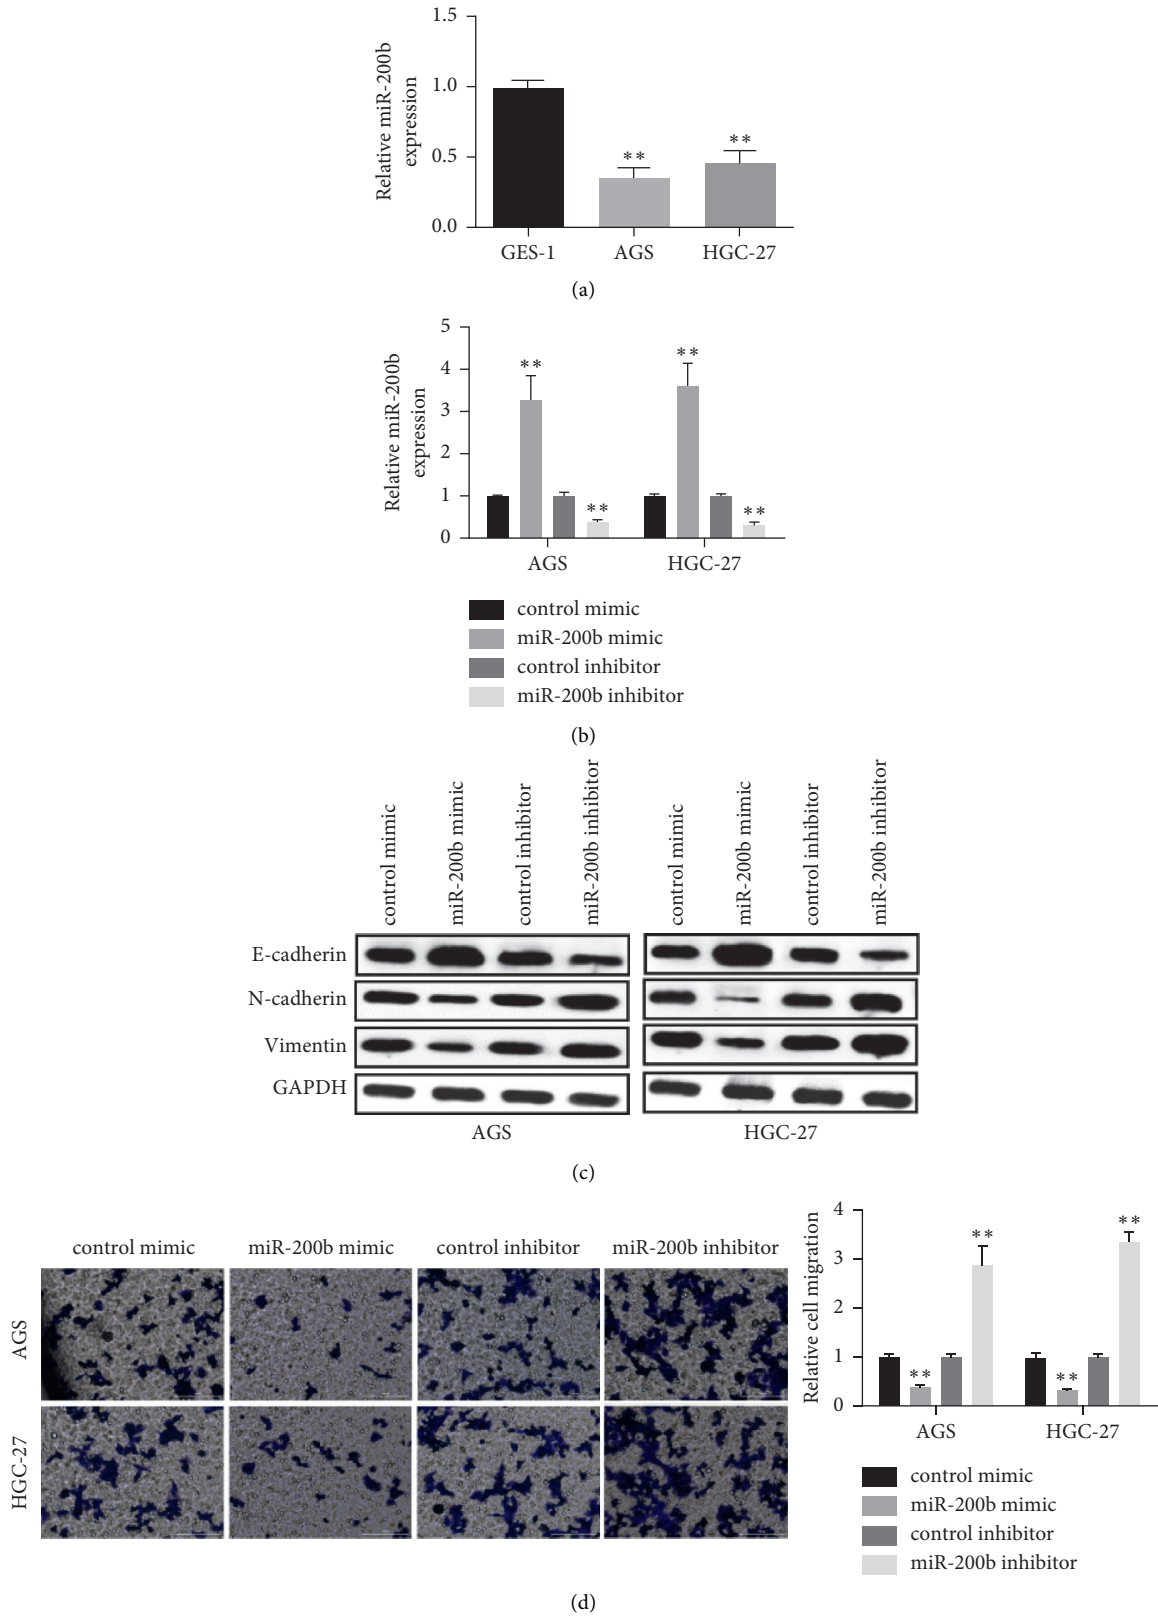 1.5
1.0
0.5
0.0
Relative miR-200b
expression
**
**
GES-1 AGS HGC-27
(a)
5
4
3
2
1
0
Relative miR-200b
expression
**
**
**
**
AGS HGC-27
control mimic
miR-200b mimic
control inhibitor
miR-200b inhibitor
(b)
control mimic
miR-200b mimic
control inhibitor
miR-200b inhibitor
control mimic
miR-200b mimic
control inhibitor
miR-200b inhibitor
E-cadherin
N-cadherin
Vimentin
GAPDH
AGS HGC-27
(c)
control mimic miR-200b mimic control inhibitor miR-200b inhibitor
AGS
HGC-27
4
3
2
1
0
Relative cell migration
**
**
**
**
AGS HGC-27
control mimic
miR-200b mimic
control inhibitor
miR-200b inhibitor
(d)